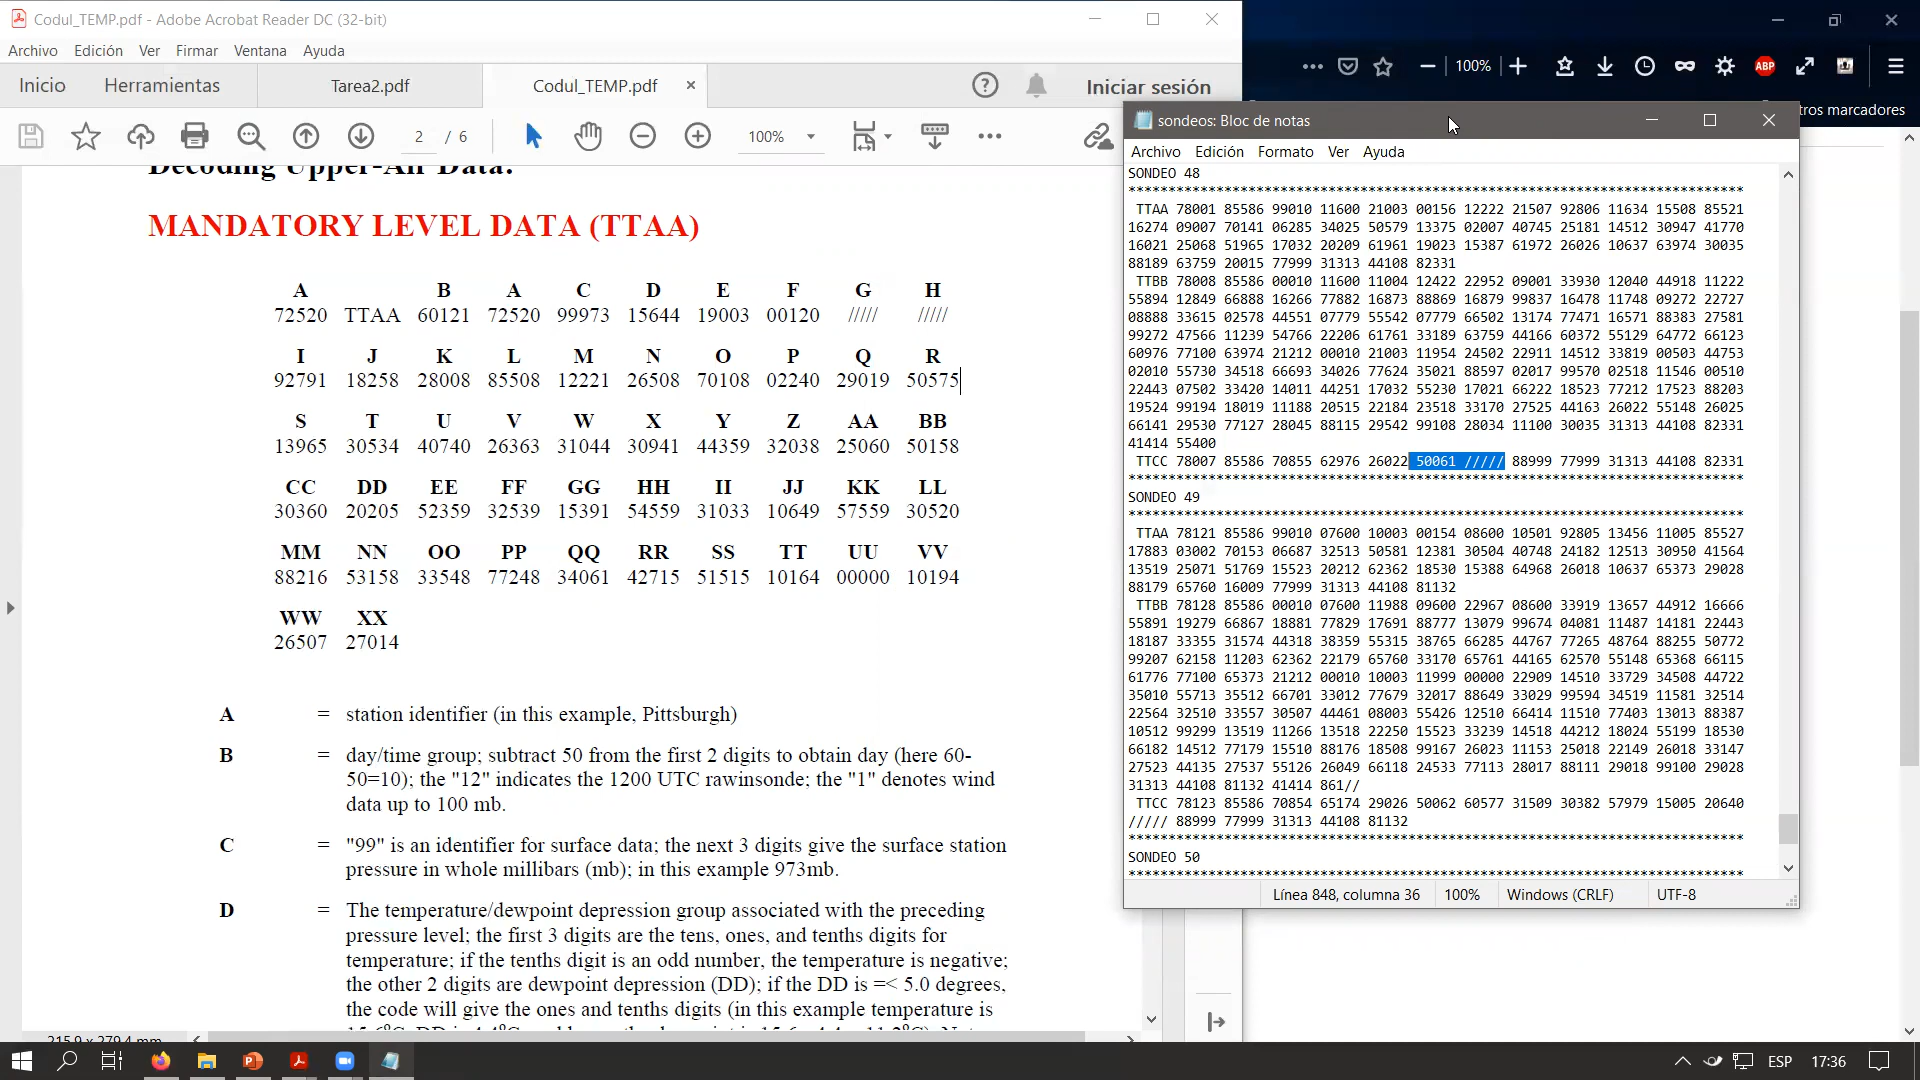 Codul_TEMP.pdf - Adobe Acrobat Reader DC (32-bit)
Archivo Edición Ver Firmar Ventana Ayuda
Inicio Herramientas Tarea2.pdf Codul_TEMP.pdf Iniciar sesión
2 / 6 100%
Decoding Upper-Air Data:
MANDATORY LEVEL DATA (TTAA)
A B A C D E F G H
72520 TTAA 60121 72520 99973 15644 19003 00120 ///// /////
I J K L M N O P Q R
92791 18258 28008 85508 12221 26508 70108 02240 29019 50575
S T U V W X Y Z AA BB
13965 30534 40740 26363 31044 30941 44359 32038 25060 50158
CC DD EE FF GG HH II JJ KK LL
30360 20205 52359 32539 15391 54559 31033 10649 57559 30520
MM NN OO PP QQ RR SS TT UU VV
88216 53158 33548 77248 34061 42715 51515 10164 00000 10194
WW XX
26507 27014
A = station identifier (in this example, Pittsburgh)
B = day/time group; subtract 50 from the first 2 digits to obtain day (here 60-
50=10); the "12" indicates the 1200 UTC rawinsonde; the "1" denotes wind
data up to 100 mb.
C = "99" is an identifier for surface data; the next 3 digits give the surface station
pressure in whole millibars (mb); in this example 973mb.
D = The temperature/dewpoint depression group associated with the preceding
pressure level; the first 3 digits are the tens, ones, and tenths digits for
temperature; if the tenths digit is an odd number, the temperature is negative;
the other 2 digits are dewpoint depression (DD); if the DD is =< 5.0 degrees,
the code will give the ones and tenths digits (in this example temperature is
215,9 x 279,4 mm
100%
ABP
tros marcadores
sondeos: Bloc de notas
Archivo Edición Formato Ver Ayuda
SONDEO 48
*****************************************************************************
TTAA 78001 85586 99010 11600 21003 00156 12222 21507 92806 11634 15508 85521
16274 09007 70141 06285 34025 50579 13375 02007 40745 25181 14512 30947 41770
16021 25068 51965 17032 20209 61961 19023 15387 61972 26026 10637 63974 30035
88189 63759 20015 77999 31313 44108 82331
TTBB 78008 85586 00010 11600 11004 12422 22952 09001 33930 12040 44918 11222
55894 12849 66888 16266 77882 16873 88869 16879 99837 16478 11748 09272 22727
08888 33615 02578 44551 07779 55542 07779 66502 13174 77471 16571 88383 27581
99272 47566 11239 54766 22206 61761 33189 63759 44166 60372 55129 64772 66123
60976 77100 63974 21212 00010 21003 11954 24502 22911 14512 33819 00503 44753
02010 55730 34518 66693 34026 77624 35021 88597 02017 99570 02518 11546 00510
22443 07502 33420 14011 44251 17032 55230 17021 66222 18523 77212 17523 88203
19524 99194 18019 11188 20515 22184 23518 33170 27525 44163 26022 55148 26025
66141 29530 77127 28045 88115 29542 99108 28034 11100 30035 31313 44108 82331
41414 55400
TTCC 78007 85586 70855 62976 26022 50061 ///// 88999 77999 31313 44108 82331
*****************************************************************************
SONDEO 49
*****************************************************************************
TTAA 78121 85586 99010 07600 10003 00154 08600 10501 92805 13456 11005 85527
17883 03002 70153 06687 32513 50581 12381 30504 40748 24182 12513 30950 41564
13519 25071 51769 15523 20212 62362 18530 15388 64968 26018 10637 65373 29028
88179 65760 16009 77999 31313 44108 81132
TTBB 78128 85586 00010 07600 11988 09600 22967 08600 33919 13657 44912 16666
55891 19279 66867 18881 77829 17691 88777 13079 99674 04081 11487 14181 22443
18187 33355 31574 44318 38359 55315 38765 66285 44767 77265 48764 88255 50772
99207 62158 11203 62362 22179 65760 33170 65761 44165 62570 55148 65368 66115
61776 77100 65373 21212 00010 10003 11999 00000 22909 14510 33729 34508 44722
35010 55713 35512 66701 33012 77679 32017 88649 33029 99594 34519 11581 32514
22564 32510 33557 30507 44461 08003 55426 12510 66414 11510 77403 13013 88387
10512 99299 13519 11266 13518 22250 15523 33239 14518 44212 18024 55199 18530
66182 14512 77179 15510 88176 18508 99167 26023 11153 25018 22149 26018 33147
27523 44135 27537 55126 26049 66118 24533 77113 28017 88111 29018 99100 29028
31313 44108 81132 41414 861//
TTCC 78123 85586 70854 65174 29026 50062 60577 31509 30382 57979 15005 20640
///// 88999 77999 31313 44108 81132
*****************************************************************************
SONDEO 50
*****************************************************************************
Línea 848, columna 36 100% Windows (CRLF) UTF-8
ESP 17:36